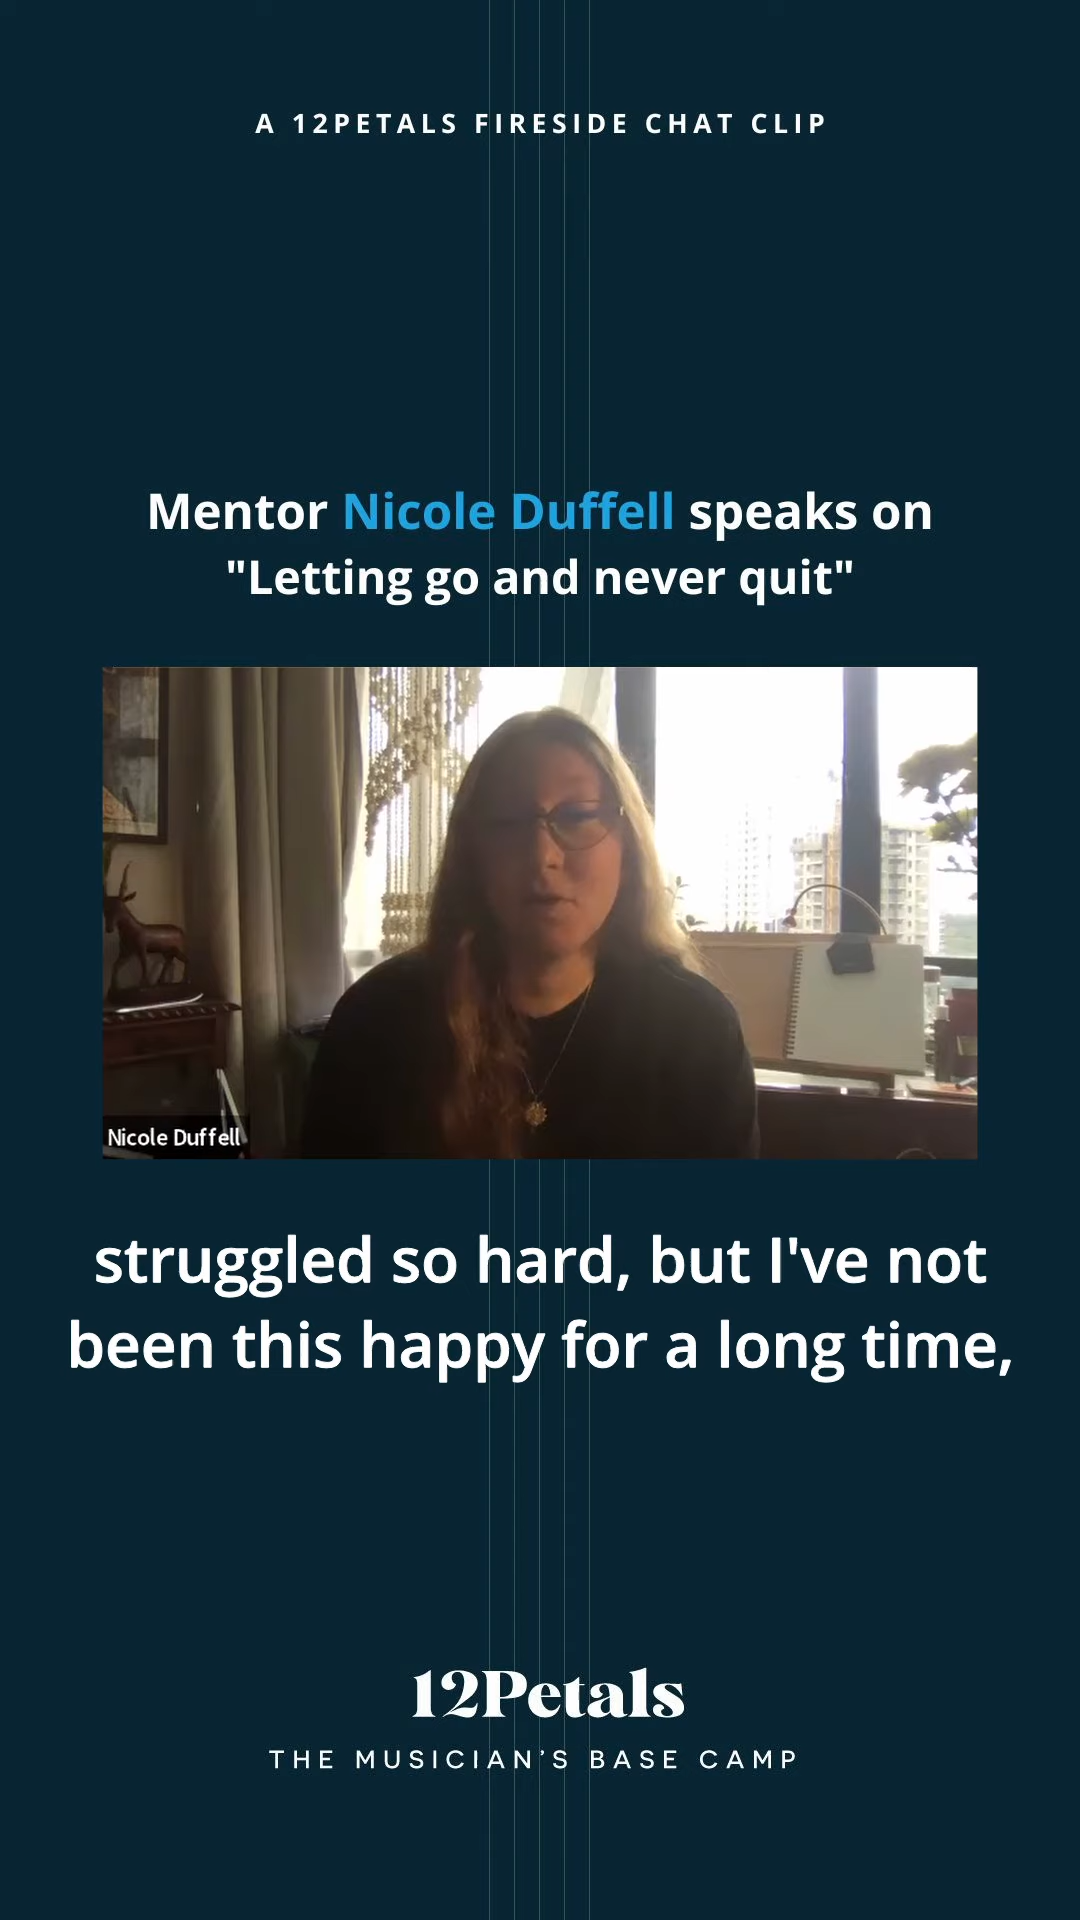 A 12PETALS FIRESIDE CHAT CLIP
Mentor Nicole Duffell speaks on
"Letting go and never quit"
Nicole Duffell
struggled so hard, but I've not
been this happy for a long time,
12Petals
THE MUSICIAN'S BASE CAMP